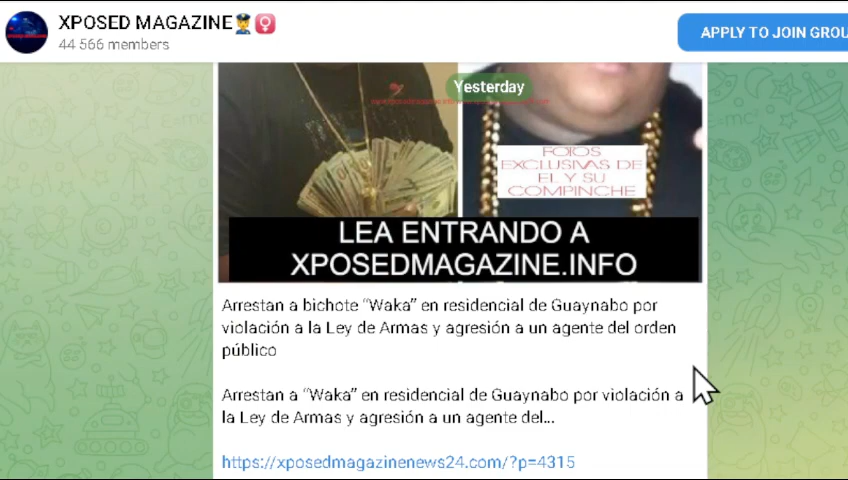 XPOSED MAGAZINE
44 566 members
APPLY TO JOIN GROU
Yesterday
FOTOS
EXCLUSIVAS DE
EL Y SU
COMPINCHE
LEA ENTRANDO A
XPOSEDMAGAZINE.INFO
Arrestan a bichote “Waka” en residencial de Guaynabo por
violación a la Ley de Armas y agresión a un agente del orden
público
Arrestan a “Waka” en residencial de Guaynabo por violación a
la Ley de Armas y agresión a un agente del...
https://xposedmagazinenews24.com/?p=4315